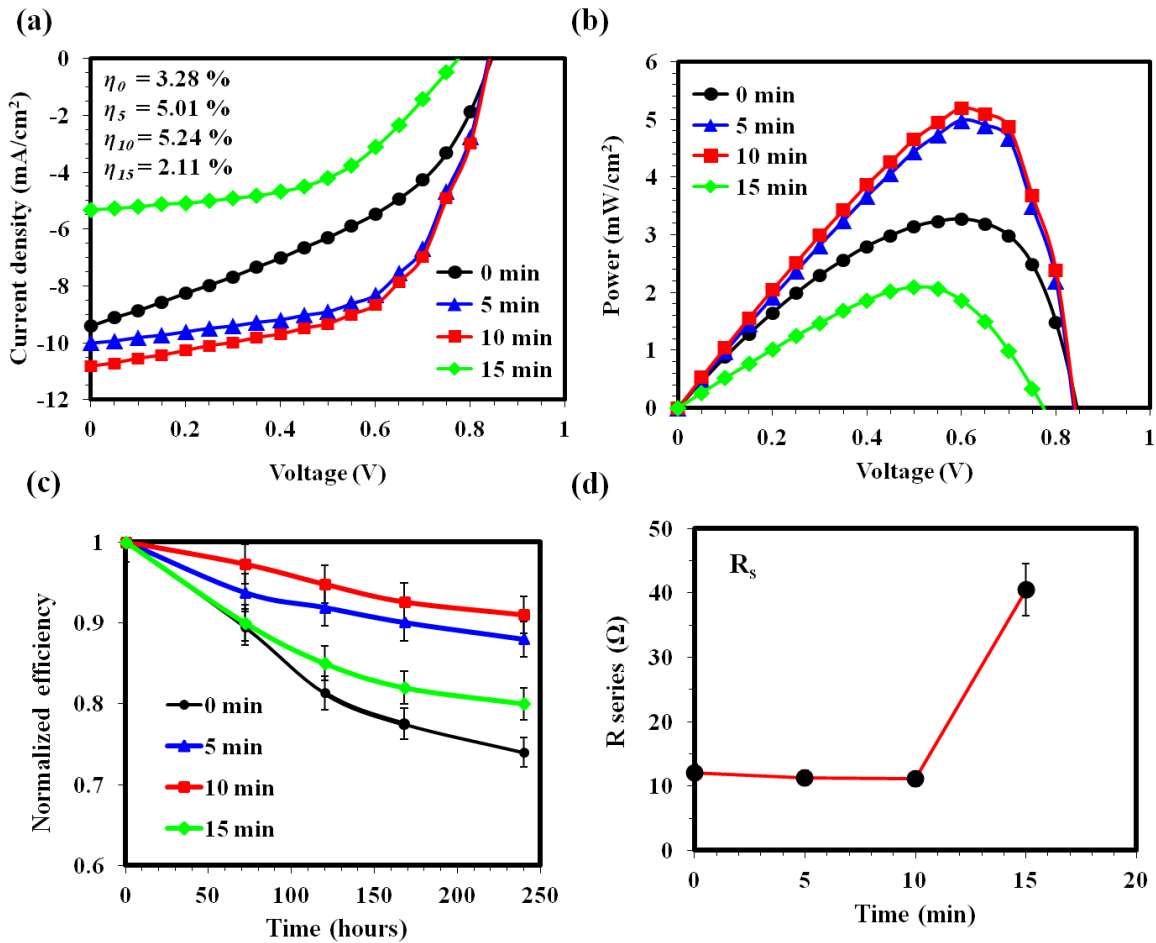 (a)
0
-2
-4
-6
-8
-10
-12
Current density (mA/cm²)
η0 = 3.28 %
η5 = 5.01 %
η10 = 5.24 %
η15 = 2.11 %
0 min
5 min
10 min
15 min
0 0.2 0.4 0.6 0.8 1
Voltage (V)
(b)
6
5
4
3
2
1
0
Power (mW/cm²)
0 min
5 min
10 min
15 min
0 0.2 0.4 0.6 0.8 1
Voltage (V)
(c)
1
0.9
0.8
0.7
0.6
Normalized efficiency
0 min
5 min
10 min
15 min
0 50 100 150 200 250
Time (hours)
(d)
50
40
30
20
10
0
R series (Ω)
Rs
0 5 10 15 20
Time (min)